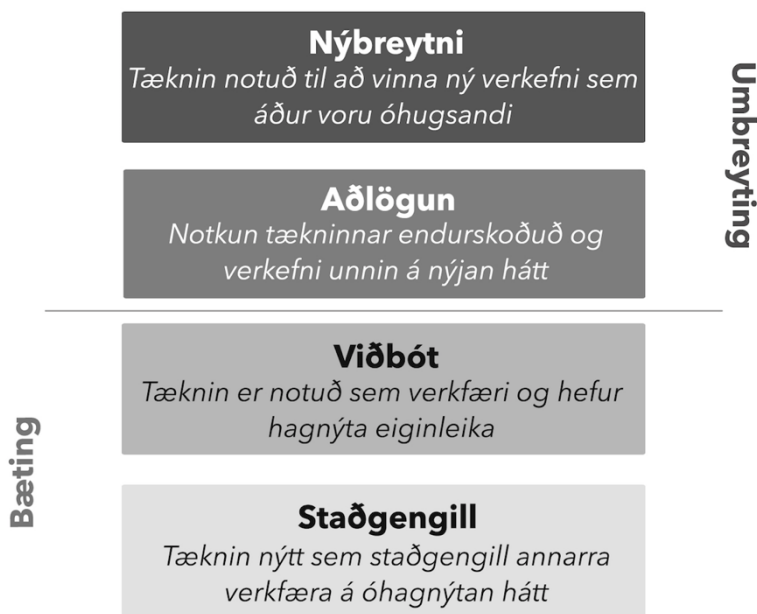 Nýbreytni
Tæknin notuð til að vinna ný verkefni sem
áður voru óhugsandi
Umbreyting
Aðlögun
Notkun tækninnar endurskoðuð og
verkefni unnin á nýjan hátt
Viðbót
Tæknin er notuð sem verkfæri og hefur
hagnýta eiginleika
Bæting
Staðgengill
Tæknin nýtt sem staðgengill annarra
verkfæra á óhagnýtan hátt